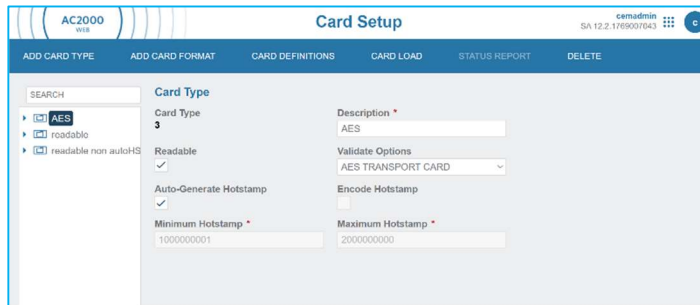 AC2000
WEB
Card Setup
cemadmin
SA 12.2.1769007043
c
ADD CARD TYPE ADD CARD FORMAT CARD DEFINITIONS CARD LOAD STATUS REPORT DELETE
SEARCH
AES
readable
readable non autoHS
Card Type
Card Type
3
Description *
AES
Readable
Validate Options
AES TRANSPORT CARD
Auto-Generate Hotstamp
Encode Hotstamp
Minimum Hotstamp *
1000000001
Maximum Hotstamp *
2000000000